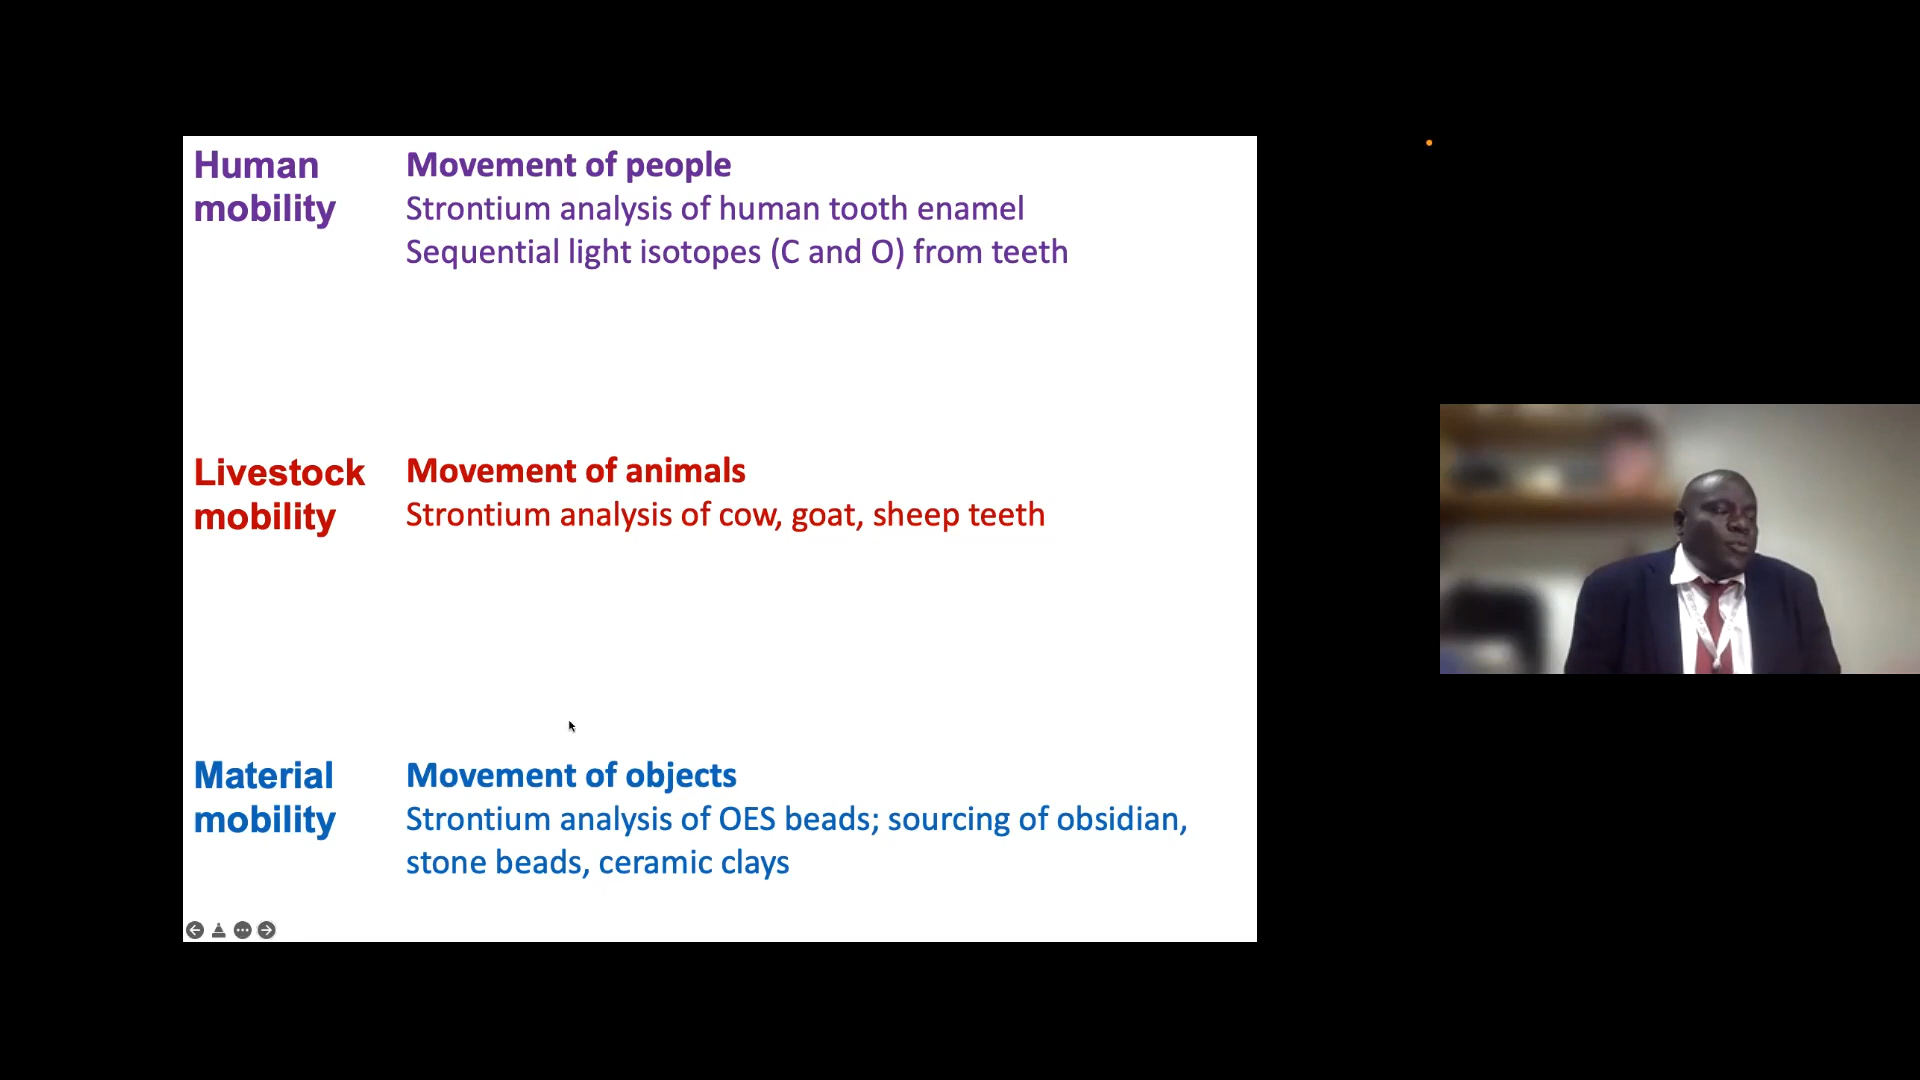 Human
mobility
Movement of people
Strontium analysis of human tooth enamel
Sequential light isotopes (C and O) from teeth
Livestock
mobility
Movement of animals
Strontium analysis of cow, goat, sheep teeth
Material
mobility
Movement of objects
Strontium analysis of OES beads; sourcing of obsidian,
stone beads, ceramic clays